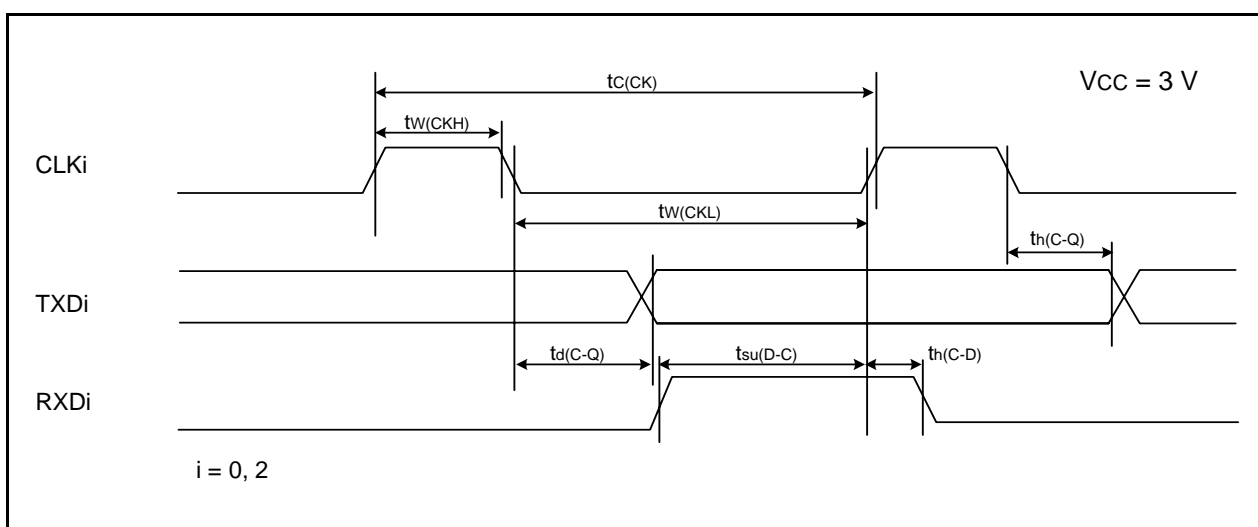 tC(CK)
VCC = 3 V
tW(CKH)
CLKi
tW(CKL)
th(C-Q)
TXDi
td(C-Q)
tsu(D-C)
th(C-D)
RXDi
i = 0, 2